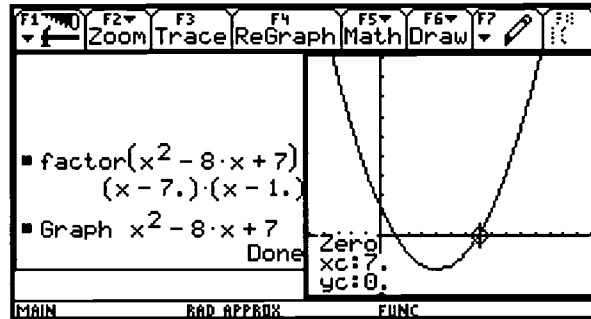 F1 F2 Zoom F3 Trace F4 ReGraph F5 Math F6 Draw F7
factor(x² - 8·x + 7)
(x - 7.)·(x - 1.)
Graph x² - 8·x + 7
Done
Zero
xc:7.
yc:0.
MAIN RAD APPROX FUNC